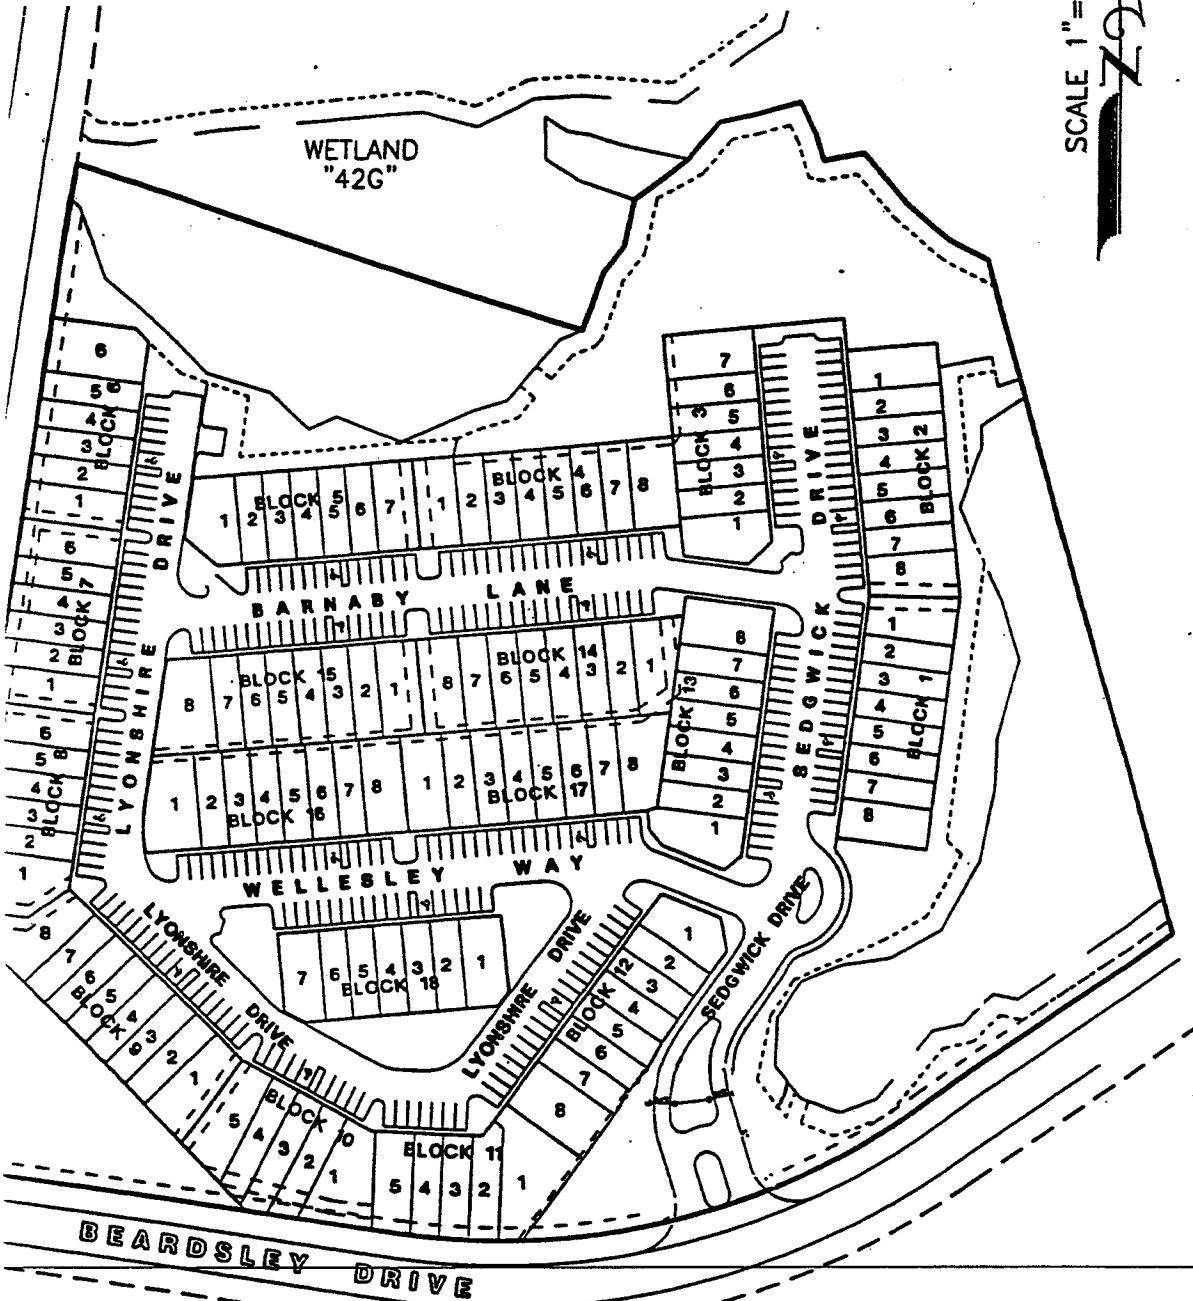 SCALE 1"=
WETLAND
"42G"
6
5
4
3
2
1
BLOCK 6
6
5
4
3
2
1
BLOCK 7
6
5
4
3
2
1
BLOCK 8
LYONSHIRE DRIVE
BLOCK 5
1 2 3 4 5 6 7
BLOCK 4
1 2 3 4 5 6 7 8
7
6
5
4
3
2
1
BLOCK 3
SEDGWICK DRIVE
1
2
3
4
5
6
7
8
BLOCK 2
1
2
3
4
5
6
7
8
BLOCK 1
BARNABY LANE
BLOCK 15
8 7 6 5 4 3 2 1
BLOCK 14
8 7 6 5 4 3 2 1
8
7
6
5
4
3
2
1
BLOCK 13
1 2 3 4 5 6 7 8
BLOCK 16
1 2 3 4 5 6 7 8
BLOCK 17
WELLESLEY WAY
7 6 5 4 3 2 1
BLOCK 18
LYONSHIRE DRIVE
LYONSHIRE DRIVE
SEDGWICK DRIVE
8
7
6
5
4
3
2
1
BLOCK 9
BLOCK 10
5 4 3 2 1
BLOCK 11
5 4 3 2 1
1
2
3
4
5
6
7
8
BLOCK 12
BEARDSLEY DRIVE